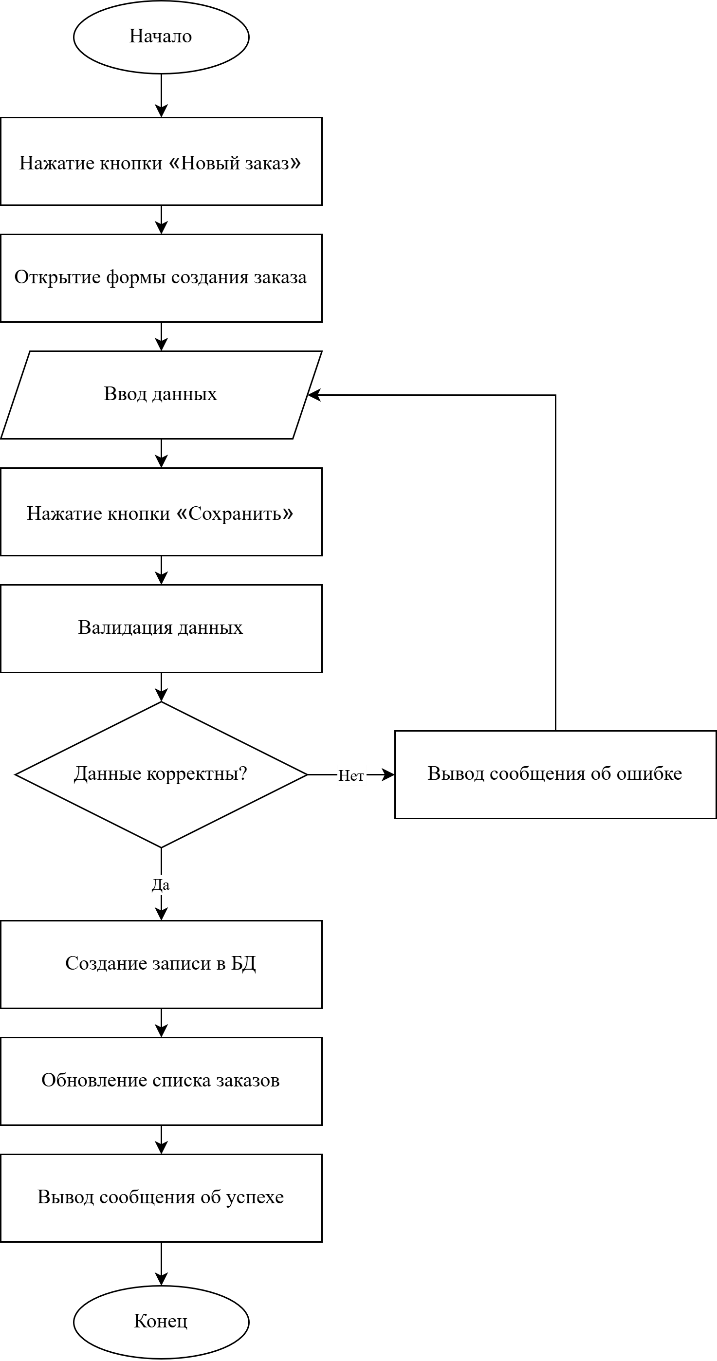 Начало
Нажатие кнопки «Новый заказ»
Открытие формы создания заказа
Ввод данных
Нажатие кнопки «Сохранить»
Валидация данных
Данные корректны?
Нет
Вывод сообщения об ошибке
Да
Создание записи в БД
Обновление списка заказов
Вывод сообщения об успехе
Конец